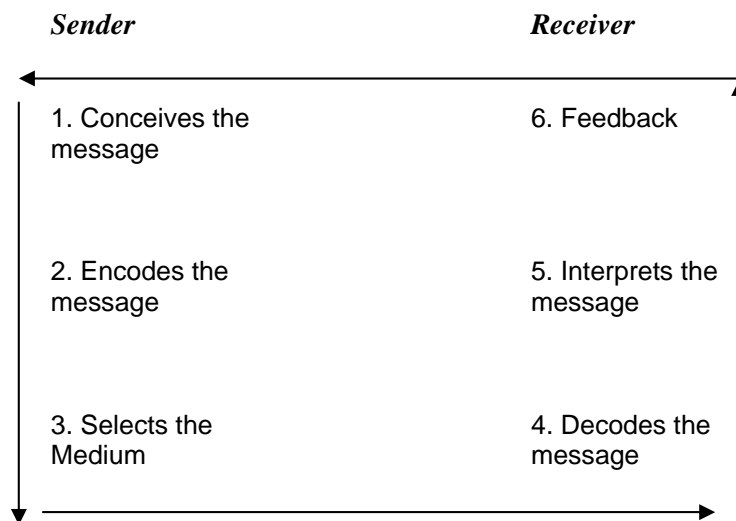 Sender
Receiver
1. Conceives the
message
6. Feedback
2. Encodes the
message
5. Interprets the
message
3. Selects the
Medium
4. Decodes the
message